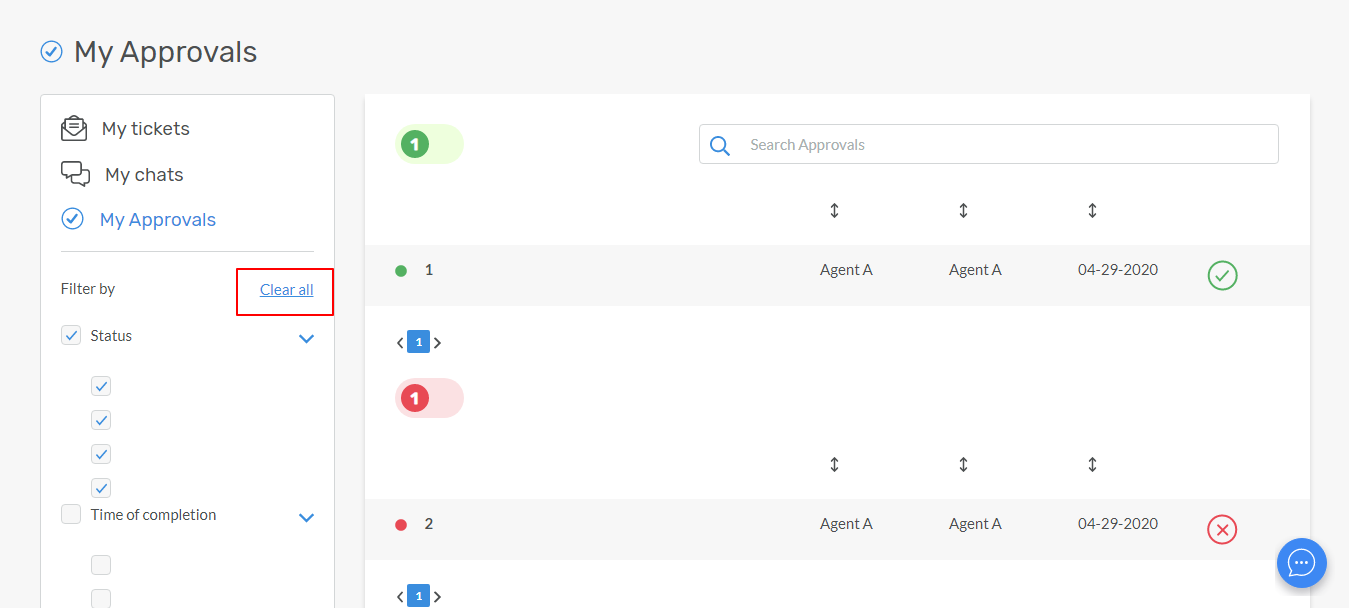 My Approvals
My tickets
My chats
My Approvals
Filter by
Clear all
Status
Time of completion
1
Search Approvals
1 Agent A Agent A 04-29-2020
1
1
2 Agent A Agent A 04-29-2020
1